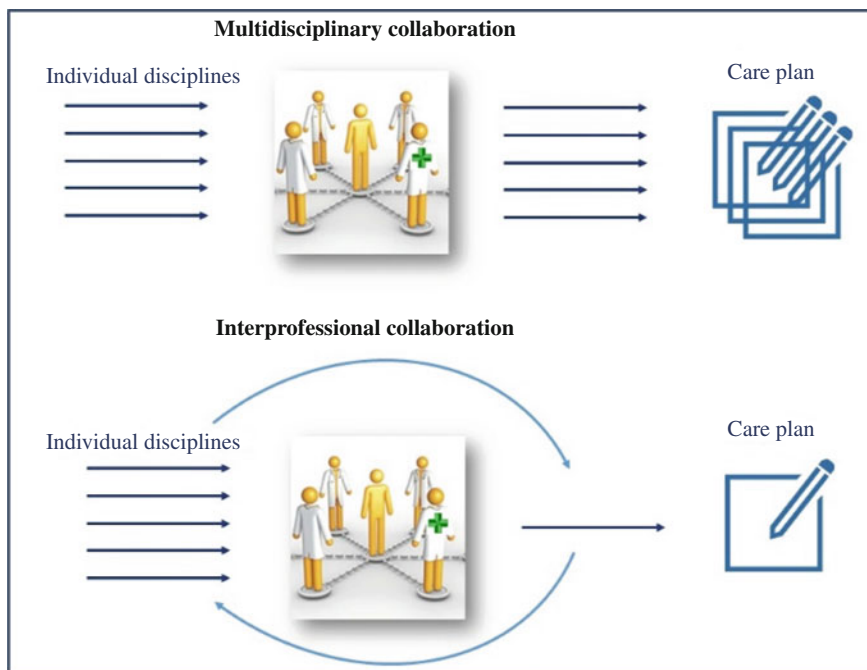 Multidisciplinary collaboration
Individual disciplines
Care plan
Interprofessional collaboration
Individual disciplines
Care plan